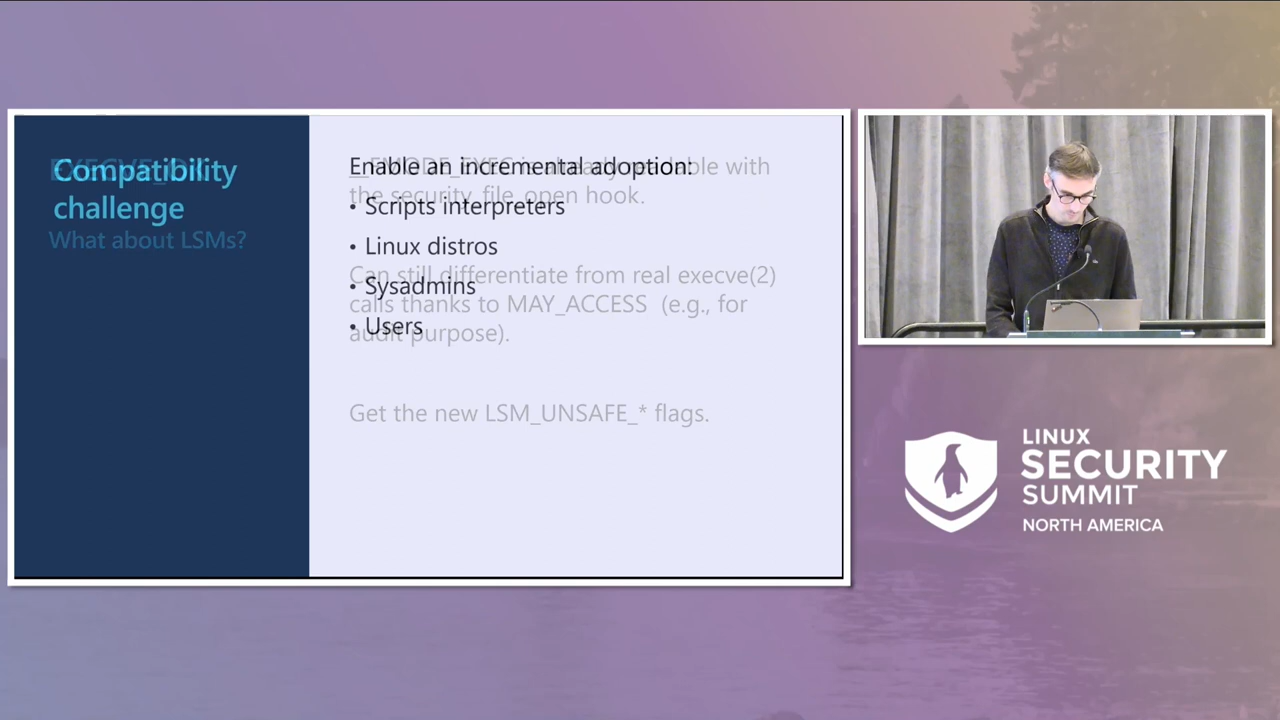 Compatibility
challenge
What about LSMs?
Enable an incremental adoption:
with
the security_file_open hook.
• Scripts interpreters
• Linux distros
Can still differentiate from real execve(2)
• Sysadmins
calls thanks to MAY_ACCESS (e.g., for
• Users
audit purpose).
Get the new LSM_UNSAFE_* flags.
LINUX
SECURITY
SUMMIT
NORTH AMERICA